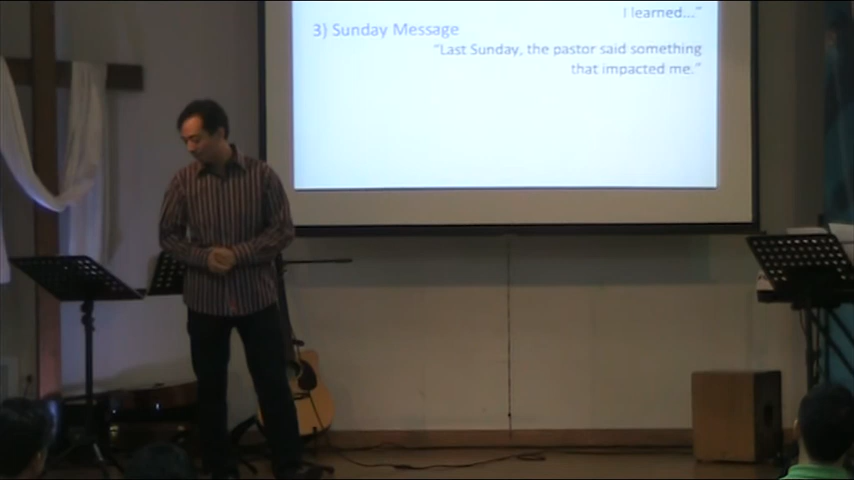 I learned..."
3) Sunday Message
"Last Sunday, the pastor said something
that impacted me."